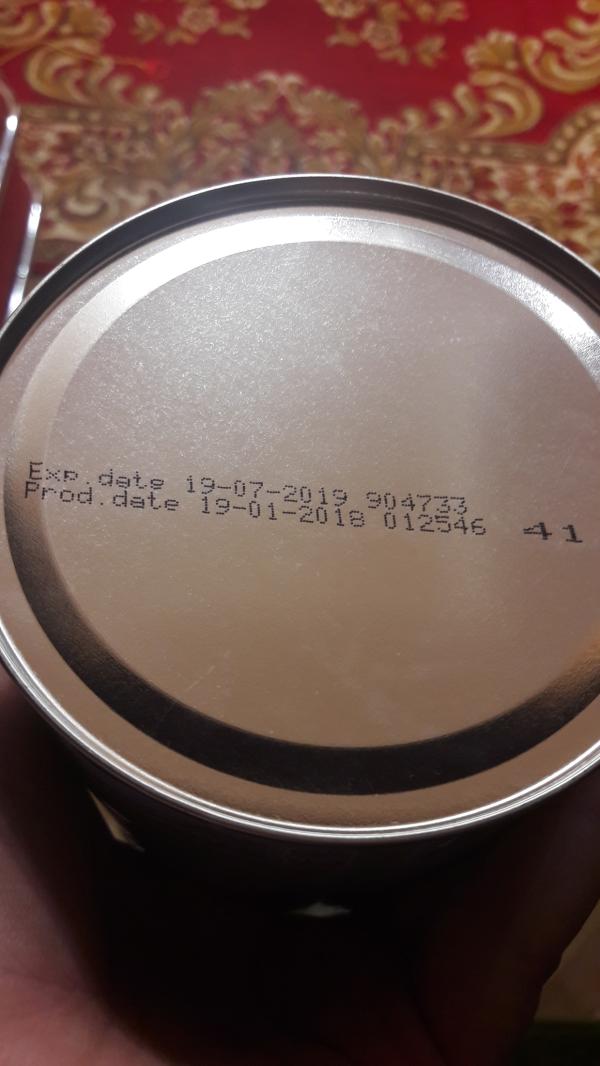 Exp.date 19-07-2019 904733
Prod.date 19-01-2018 012546 41